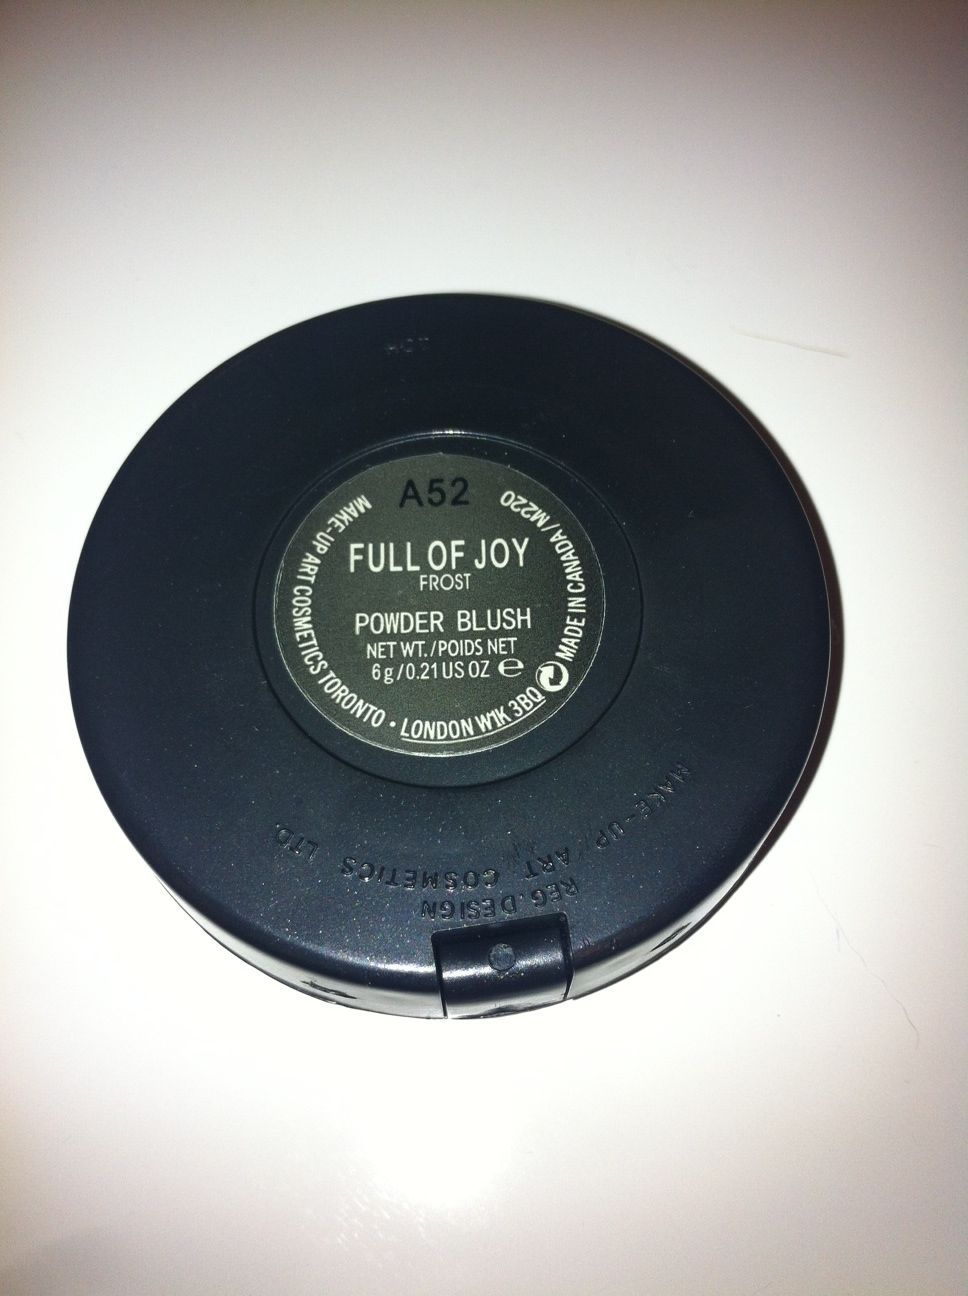 A52
FULL OF JOY
FROST
POWDER BLUSH
NET WT./POIDS NET
6g/0.21 US OZ e
MAKE-UP ART COSMETICS TORONTO • LONDON W1K 3BQ
MADE IN CANADA/M220
MAKE-UP/ART COSMETICS LTD.
REG.DESIGN